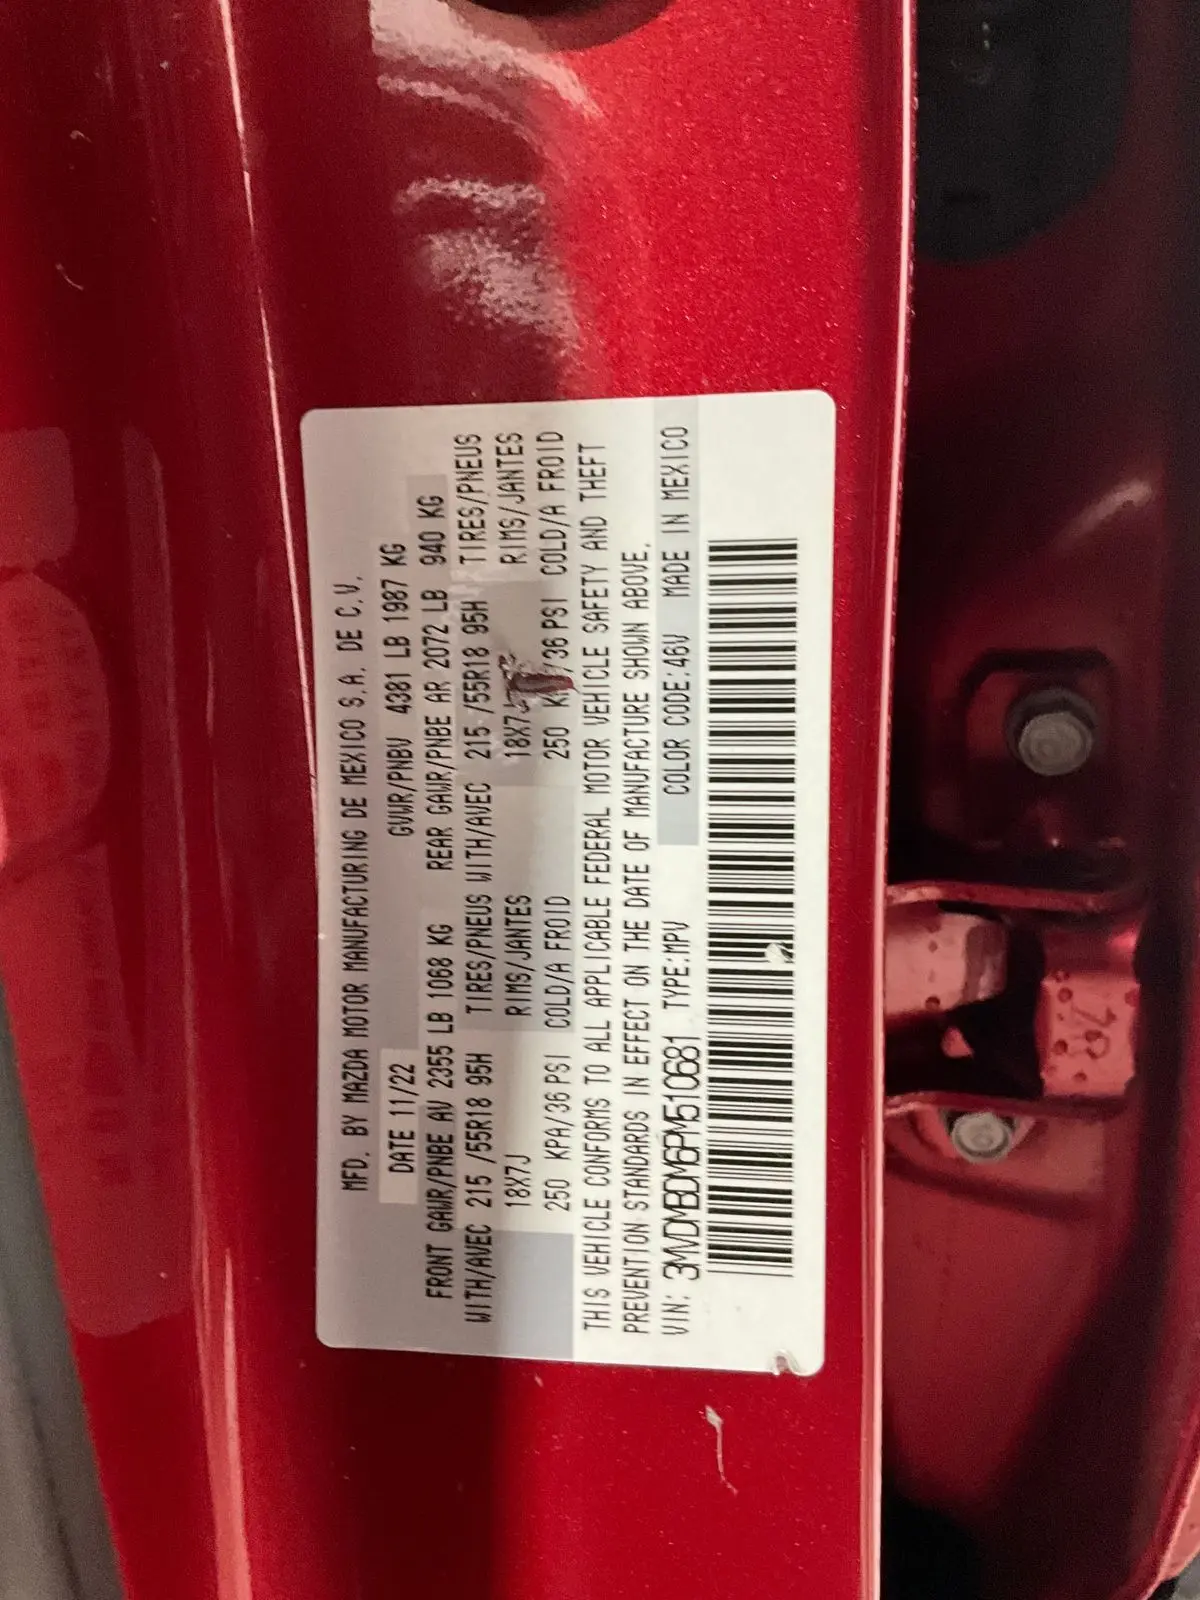 MFD. BY MAZDA MOTOR MANUFACTURING DE MEXICO S.A. DE C.V.
DATE 11/22 GVWR/PNBV 4381 LB 1987 KG
FRONT GAWR/PNBE AV 2355 LB 1068 KG REAR GAWR/PNBE AR 2072 LB 940 KG
WITH/AVEC 215 /55R18 95H TIRES/PNEUS WITH/AVEC 215 /55R18 95H TIRES/PNEUS
18X7J RIMS/JANTES 18X7J RIMS/JANTES
250 KPA/36 PSI COLD/A FROID 250 /36 PSI COLD/A FROID
THIS VEHICLE CONFORMS TO ALL APPLICABLE FEDERAL MOTOR VEHICLE SAFETY AND THEFT
PREVENTION STANDARDS IN EFFECT ON THE DATE OF MANUFACTURE SHOWN ABOVE.
VIN: 3MVDMBDM6PM510681 TYPE:MPV COLOR CODE:46V MADE IN MEXICO